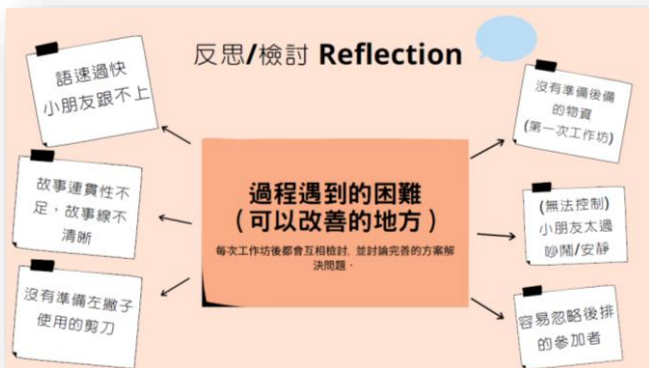 反思/檢討 Reflection
語速過快
小朋友跟不上
故事連貫性不
足，故事線不
清晰
沒有準備左撇子
使用的剪刀
過程遇到的困難
（可以改善的地方）
每次工作坊後都會互相檢討, 並討論完善的方案解
決問題。
沒有準備後備
的物資
(第一次工作坊)
(無法控制)
小朋友太過
吵鬧/安靜
容易忽略後排
的參加者